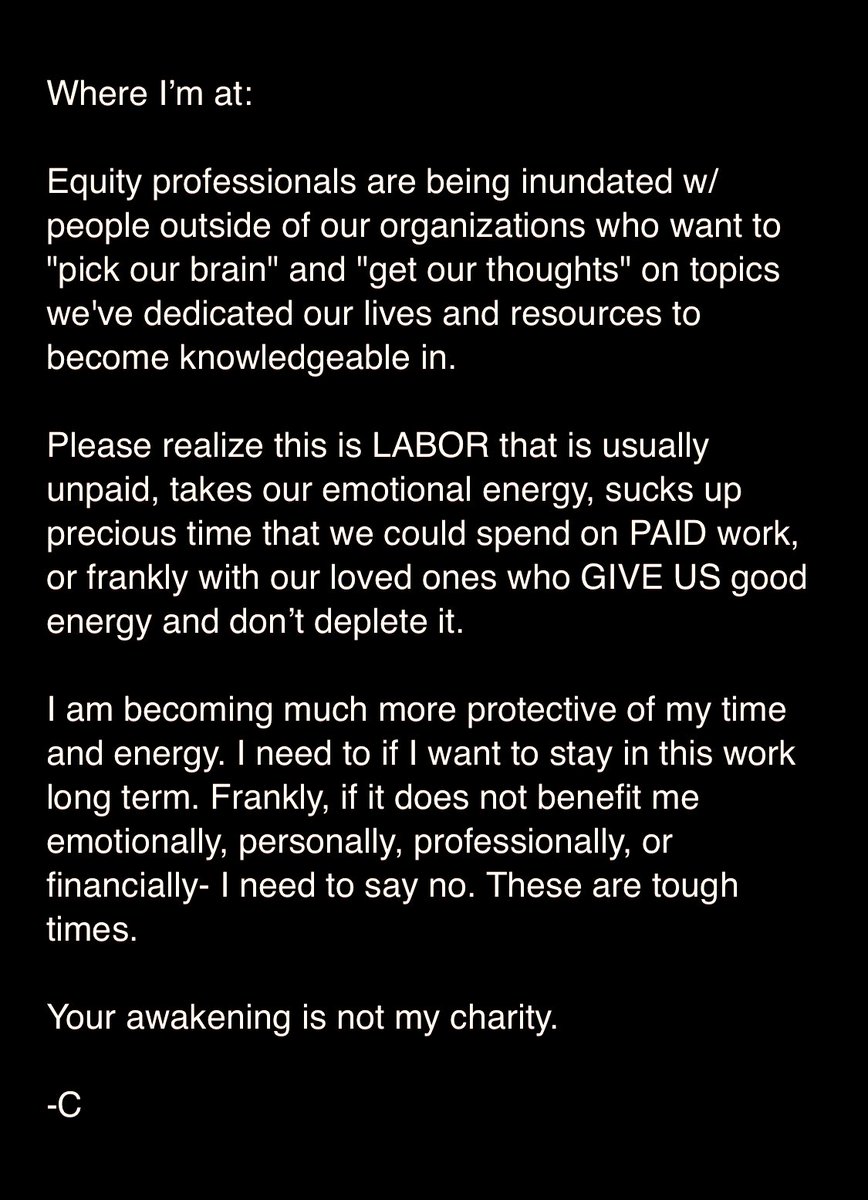 Where I’m at:
Equity professionals are being inundated w/
people outside of our organizations who want to
"pick our brain" and "get our thoughts" on topics
we've dedicated our lives and resources to
become knowledgeable in.
Please realize this is LABOR that is usually
unpaid, takes our emotional energy, sucks up
precious time that we could spend on PAID work,
or frankly with our loved ones who GIVE US good
energy and don’t deplete it.
I am becoming much more protective of my time
and energy. I need to if I want to stay in this work
long term. Frankly, if it does not benefit me
emotionally, personally, professionally, or
financially- I need to say no. These are tough
times.
Your awakening is not my charity.
-C